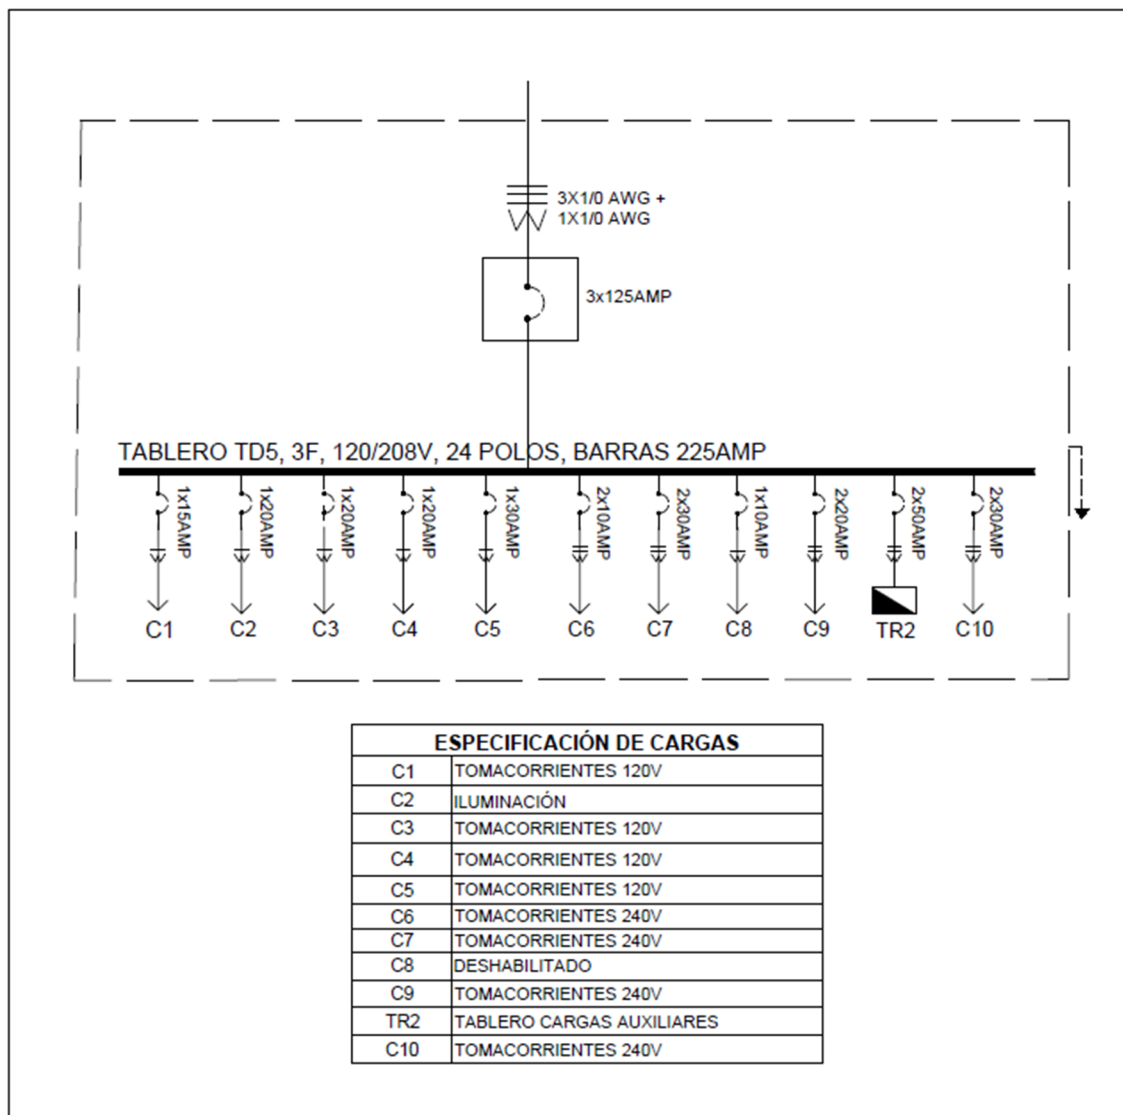 3X1/0 AWG +
1X1/0 AWG
3x125AMP
TABLERO TD5, 3F, 120/208V, 24 POLOS, BARRAS 225AMP
1x15AMP
1x20AMP
1x20AMP
1x20AMP
1x30AMP
2x10AMP
2x30AMP
1x10AMP
2x20AMP
2x50AMP
2x30AMP
C1 C2 C3 C4 C5 C6 C7 C8 C9 TR2 C10
ESPECIFICACIÓN DE CARGAS
C1 TOMACORRIENTES 120V
C2 ILUMINACIÓN
C3 TOMACORRIENTES 120V
C4 TOMACORRIENTES 120V
C5 TOMACORRIENTES 120V
C6 TOMACORRIENTES 240V
C7 TOMACORRIENTES 240V
C8 DESHABILITADO
C9 TOMACORRIENTES 240V
TR2 TABLERO CARGAS AUXILIARES
C10 TOMACORRIENTES 240V